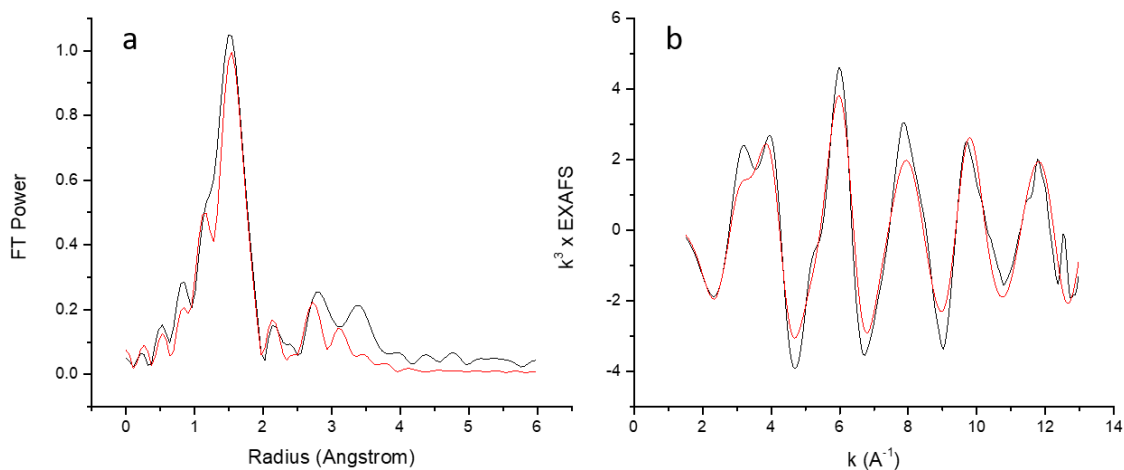 a
FT Power
1.0
0.8
0.6
0.4
0.2
0.0
0 1 2 3 4 5 6
Radius (Angstrom)
b
k³ x EXAFS
6
4
2
0
-2
-4
0 2 4 6 8 10 12 14
k (A⁻¹)